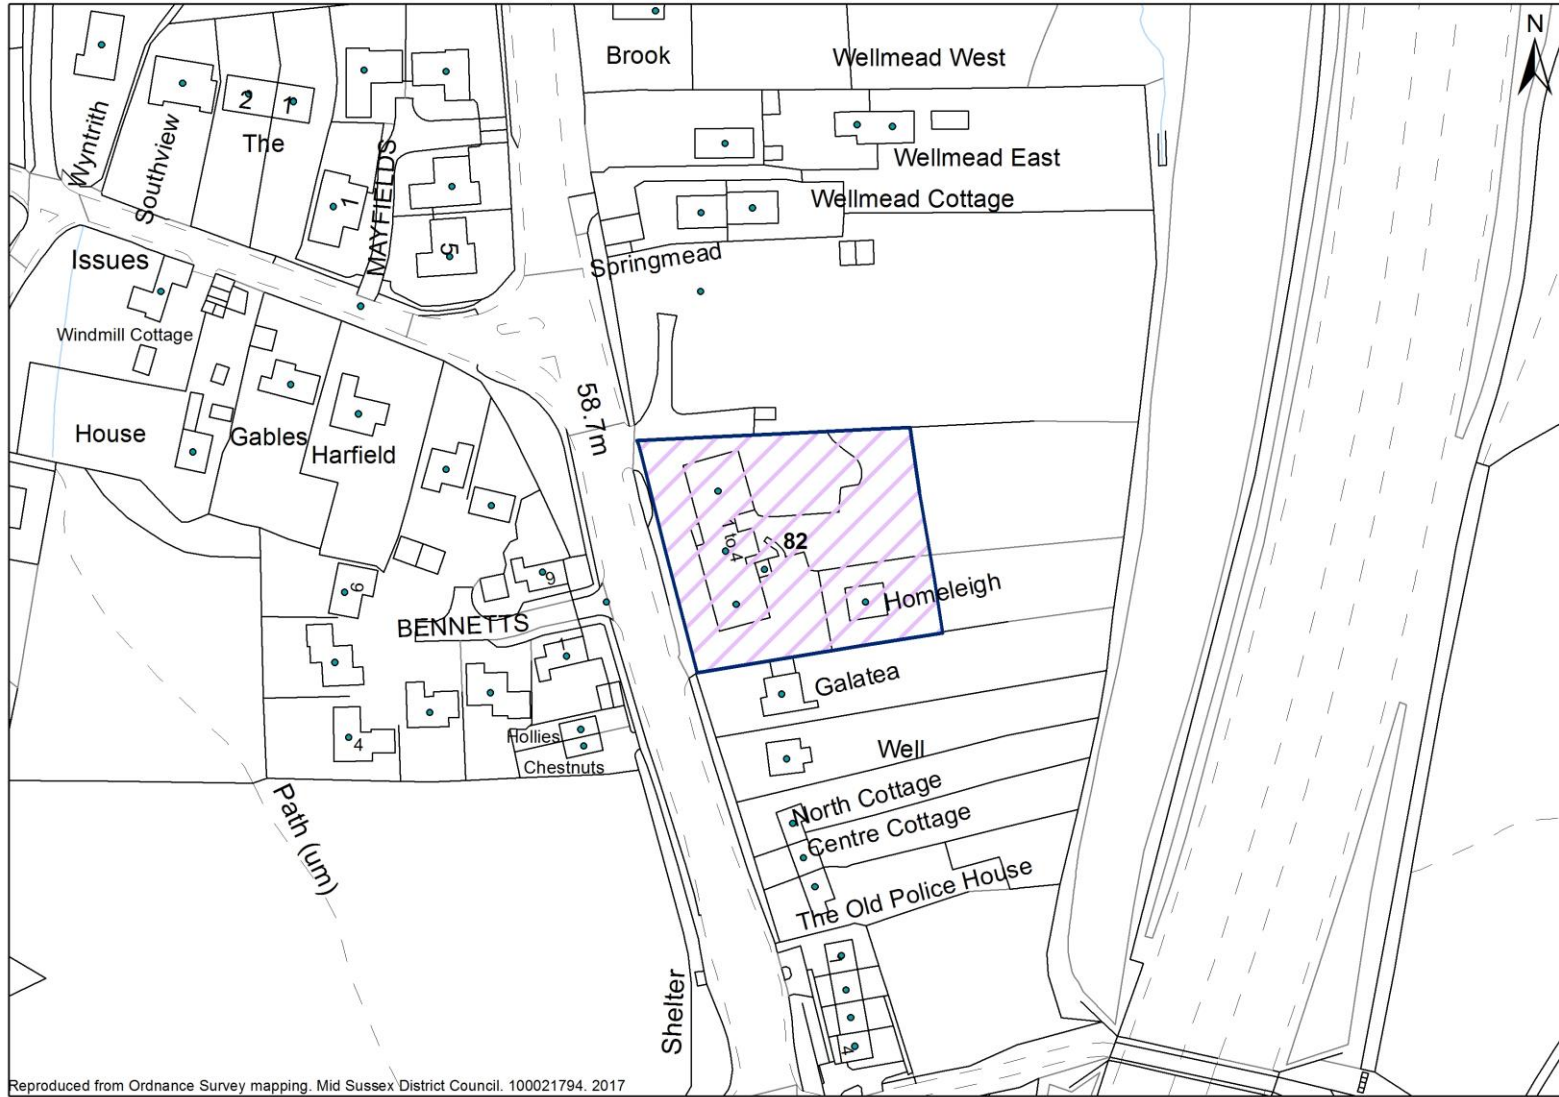 N
Brook
Wellmead West
Wyntrith
Southview
2
1
The
MAYFIELDS
1
5
Wellmead East
Wellmead Cottage
Springmead
Issues
Windmill Cottage
House
Gables
Harfield
58.7m
1 to 4
82
Homeleigh
9
6
BENNETTS
1
4
Hollies
Chestnuts
Galatea
Well
North Cottage
Centre Cottage
The Old Police House
Path (um)
Shelter
1
4
Reproduced from Ordnance Survey mapping. Mid Sussex District Council. 100021794. 2017